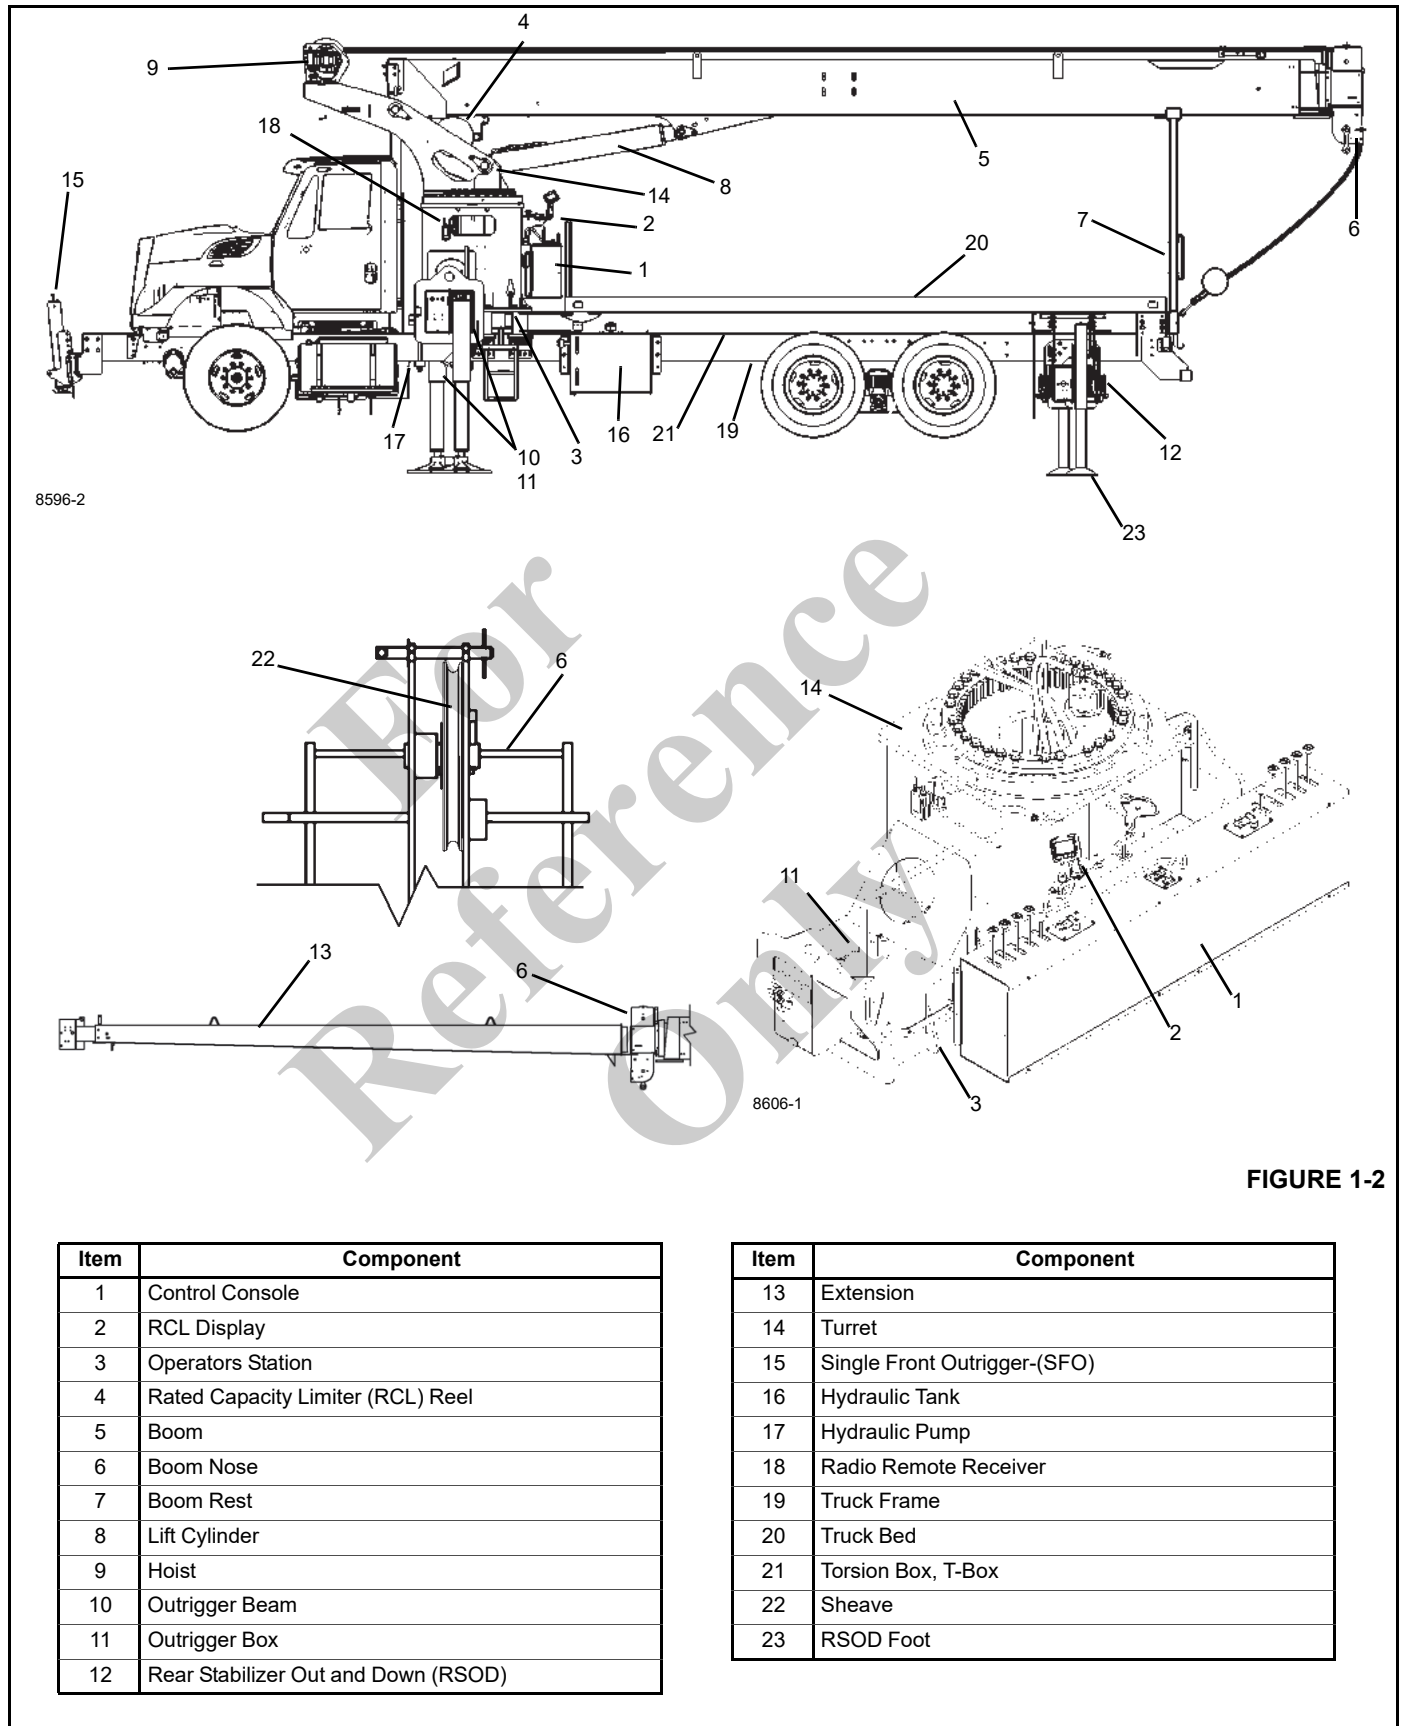 4
9
18
5
15
14
8
2
7
6
20
1
17
10
11
3
16
21
19
12
23
8596-2
For
Reference
Only
22
6
14
11
13
6
1
2
3
8606-1
FIGURE 1-2
Item Component
1 Control Console
2 RCL Display
3 Operators Station
4 Rated Capacity Limiter (RCL) Reel
5 Boom
6 Boom Nose
7 Boom Rest
8 Lift Cylinder
9 Hoist
10 Outrigger Beam
11 Outrigger Box
12 Rear Stabilizer Out and Down (RSOD)
Item Component
13 Extension
14 Turret
15 Single Front Outrigger-(SFO)
16 Hydraulic Tank
17 Hydraulic Pump
18 Radio Remote Receiver
19 Truck Frame
20 Truck Bed
21 Torsion Box, T-Box
22 Sheave
23 RSOD Foot